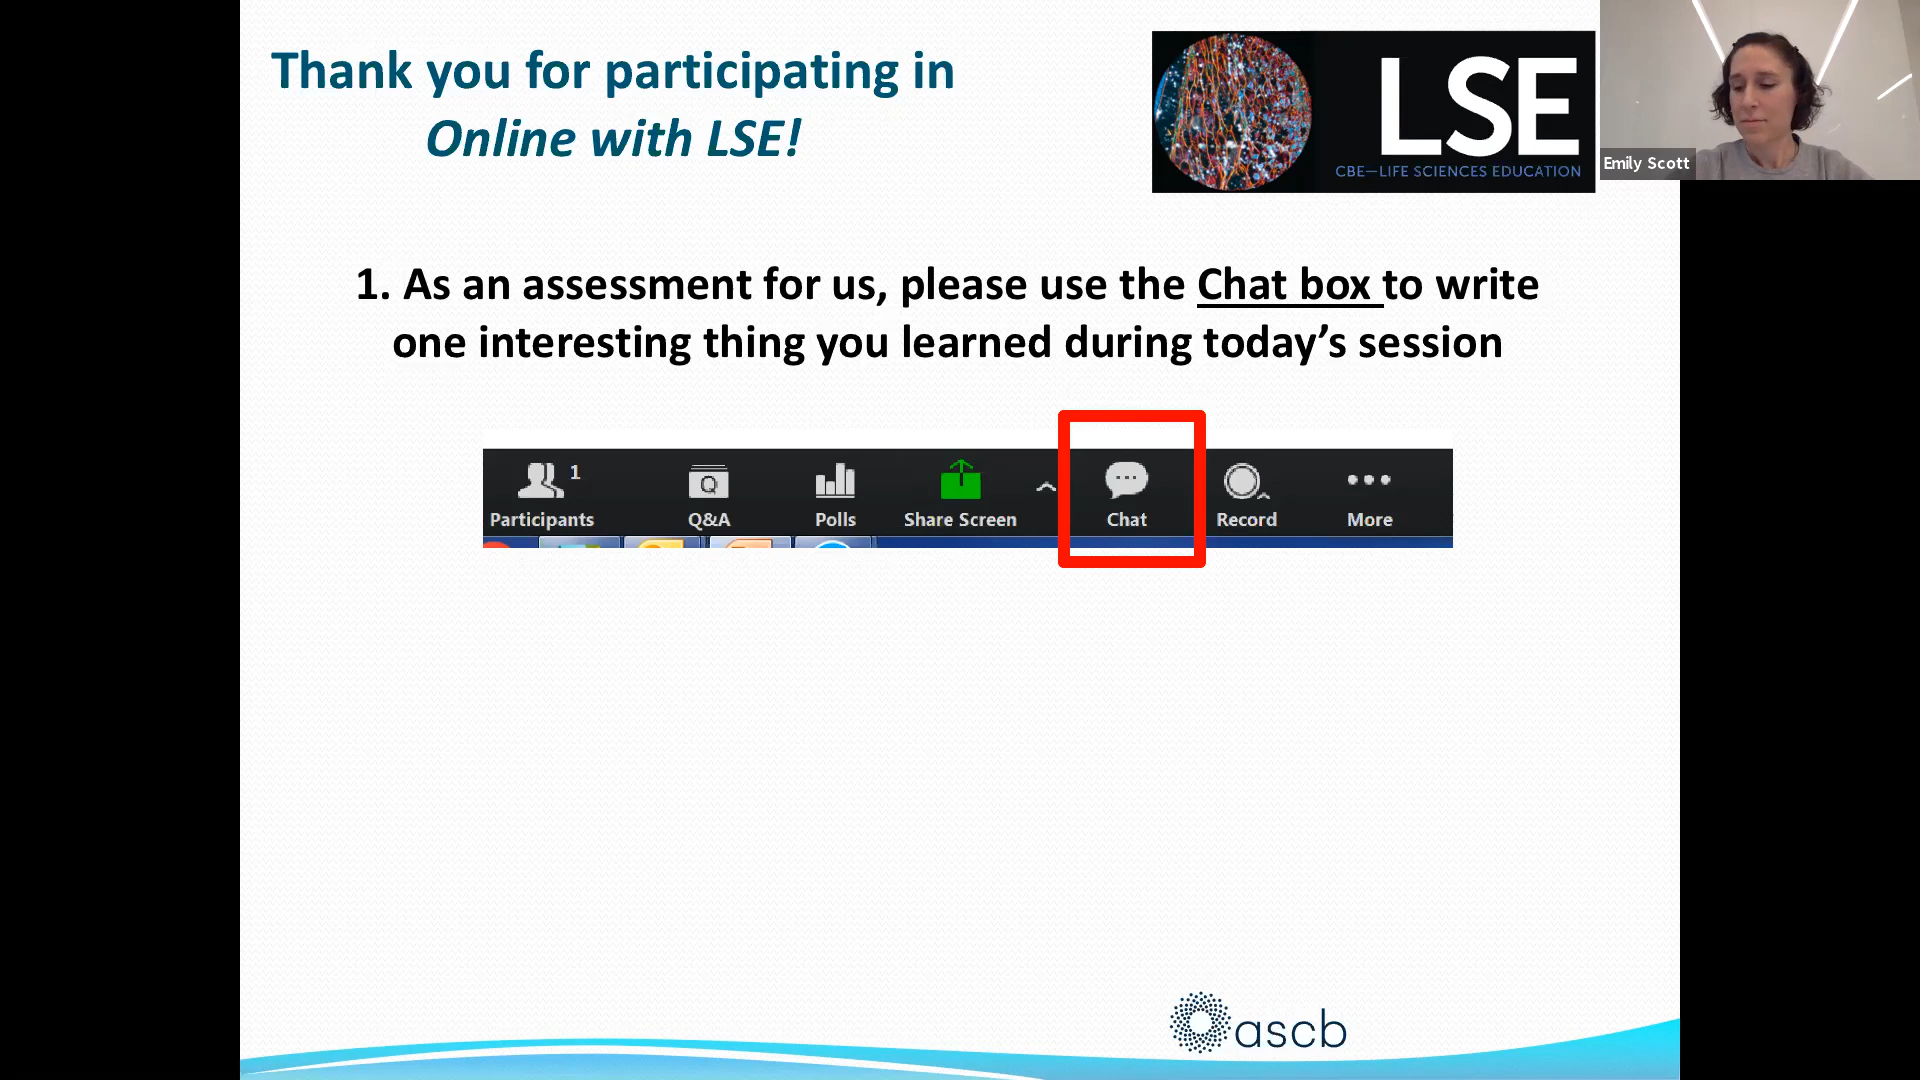 Thank you for participating in
Online with LSE!
LSE
CBE—LIFE SCIENCES EDUCATION
Emily Scott
1. As an assessment for us, please use the Chat box to write
one interesting thing you learned during today’s session
1
Q
Participants
Q&A
Polls
Share Screen
Chat
Record
More
ascb